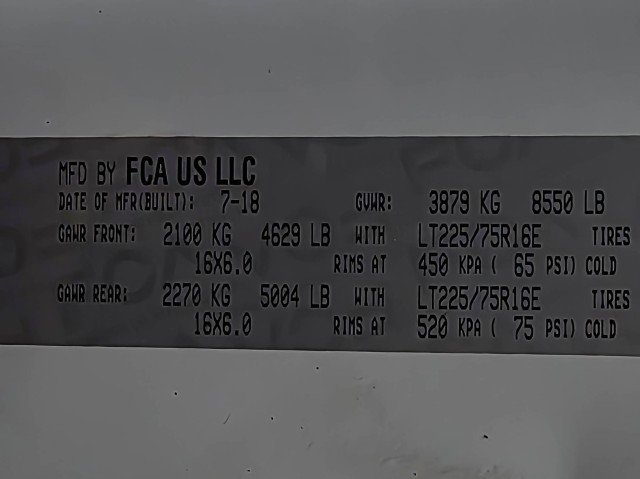 MFD BY FCA US LLC
DATE OF MFR(BUILT): 7-18 GVWR: 3879 KG 8550 LB
GAWR FRONT: 2100 KG 4629 LB WITH LT225/75R16E TIRES
16X6.0 RIMS AT 450 KPA ( 65 PSI) COLD
GAWR REAR: 2270 KG 5004 LB WITH LT225/75R16E TIRES
16X6.0 RIMS AT 520 KPA ( 75 PSI) COLD